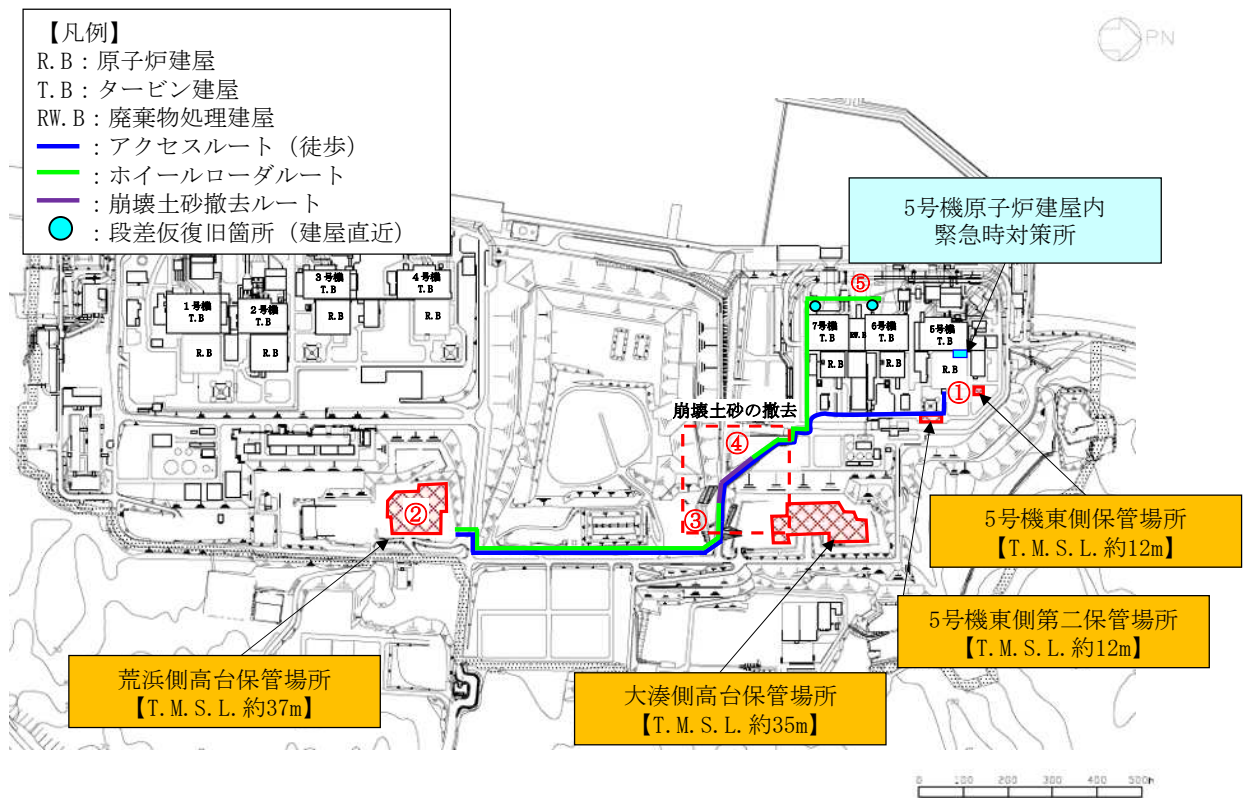 【凡例】
R.B：原子炉建屋
T.B：タービン建屋
RW.B：廃棄物処理建屋
：アクセスルート（徒歩）
：ホイールローダルート
：崩壊土砂撤去ルート
：段差仮復旧箇所（建屋直近）
PN
5号機原子炉建屋内
緊急時対策所
1号機
T.B
R.B
2号機
T.B
R.B
3号機
T.B
R.B
4号機
T.B
R.B
⑤
7号機
T.B
R.B
RW.B
6号機
T.B
R.B
5号機
T.B
R.B
①
崩壊土砂の撤去
④
②
③
5号機東側保管場所
【T.M.S.L.約12m】
5号機東側第二保管場所
【T.M.S.L.約12m】
荒浜側高台保管場所
【T.M.S.L.約37m】
大湊側高台保管場所
【T.M.S.L.約35m】
0 100 200 300 400 500m